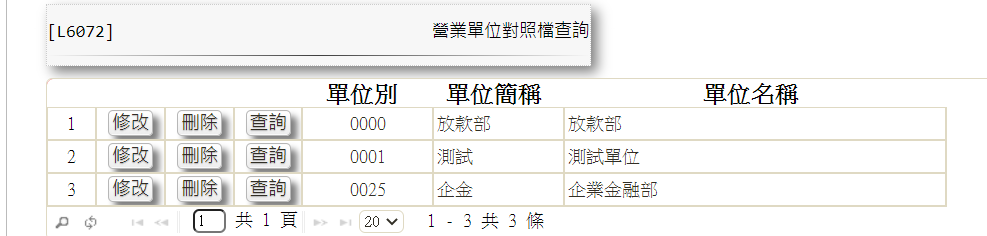 [L6072] 營業單位對照檔查詢
單位別 單位簡稱 單位名稱
1 修改 刪除 查詢 0000 放款部 放款部
2 修改 刪除 查詢 0001 測試 測試單位
3 修改 刪除 查詢 0025 企金 企業金融部
1 共 1 頁 20 1 - 3 共 3 條